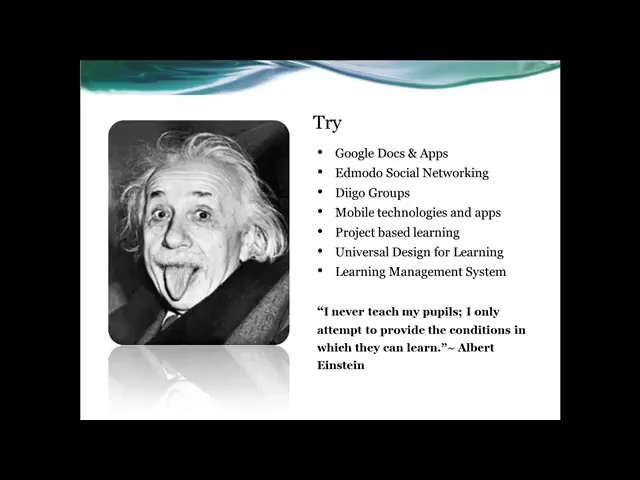 Try
• Google Docs & Apps
• Edmodo Social Networking
• Diigo Groups
• Mobile technologies and apps
• Project based learning
• Universal Design for Learning
• Learning Management System
“I never teach my pupils; I only
attempt to provide the conditions in
which they can learn.”~ Albert
Einstein